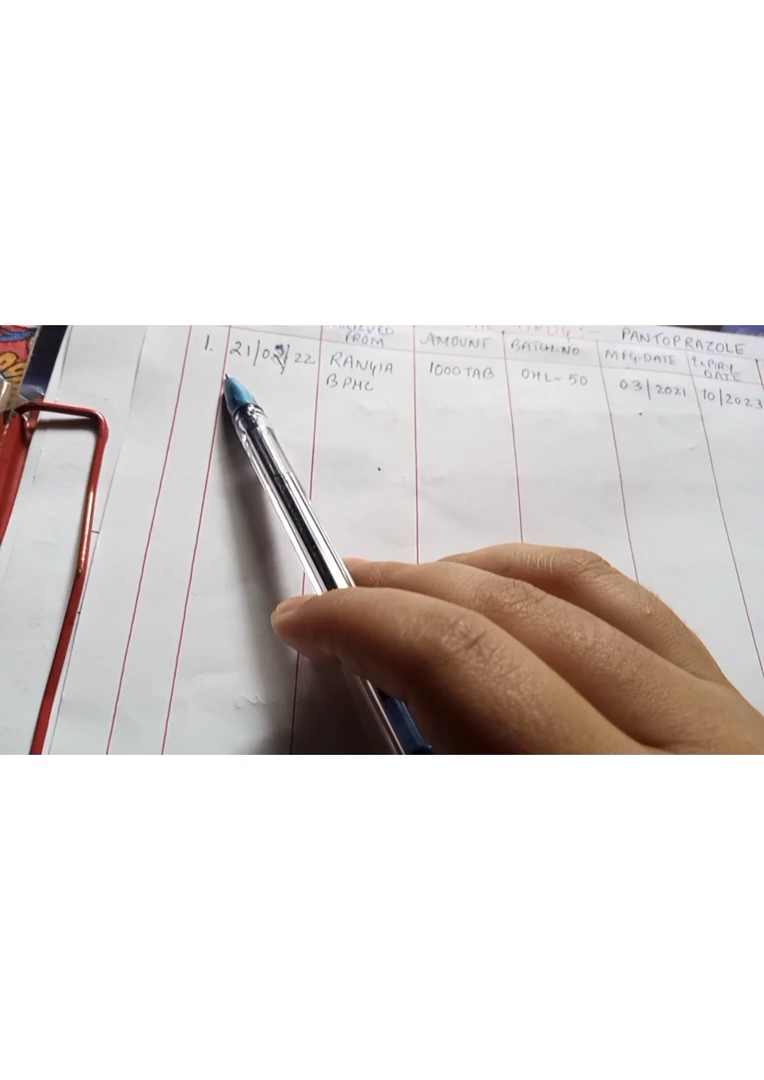 DRUG :- PANTOPRAZOLE
FROM AMOUNT BATCH NO MFG. DATE EXPIRY DATE
1. 21/02/22 RANGIA BPHC 1000 TAB OHL-50 03/2021 10/2023